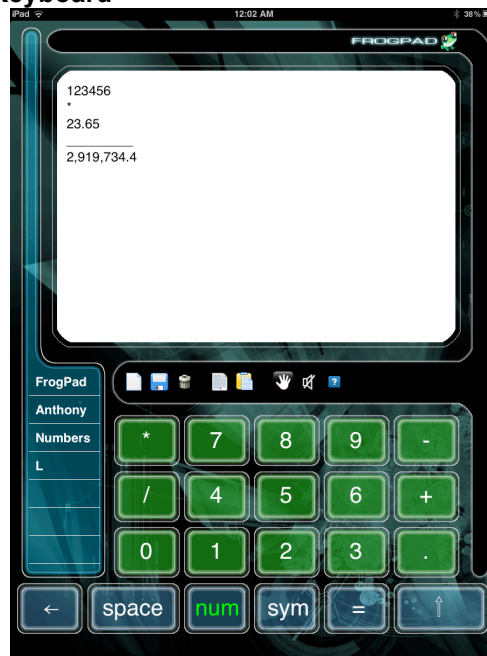 eyboard
iPad 12:02 AM 38%
FROGPAD
123456
*
23.65
2,919,734.4
FrogPad
Anthony
Numbers
L
* 7 8 9 -
/ 4 5 6 +
0 1 2 3 .
← space num sym = ⇧